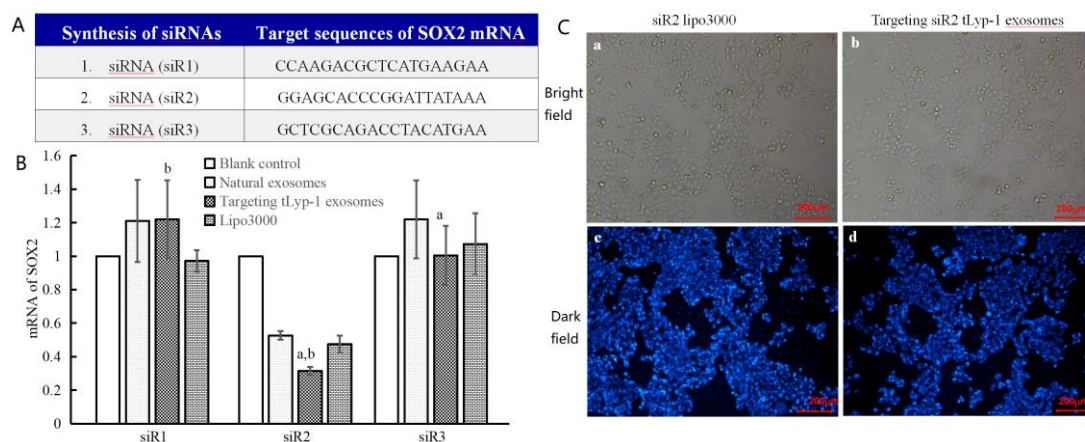 A
Synthesis of siRNAs Target sequences of SOX2 mRNA
1. siRNA (siR1) CCAAGACGCTCATGAAGAA
2. siRNA (siR2) GGAGCACCCGGATTATAAA
3. siRNA (siR3) GCTCGCAGACCTACATGAA
B
mRNA of SOX2
1.6
1.4
1.2
1
0.8
0.6
0.4
0.2
0
Blank control
Natural exosomes
Targeting tLyp-1 exosomes
Lipo3000
b
a,b
a
siR1 siR2 siR3
C
siR2 lipo3000 Targeting siR2 tLyp-1 exosomes
Bright
field
a
200μm
b
200μm
Dark
field
c
200μm
d
200μm